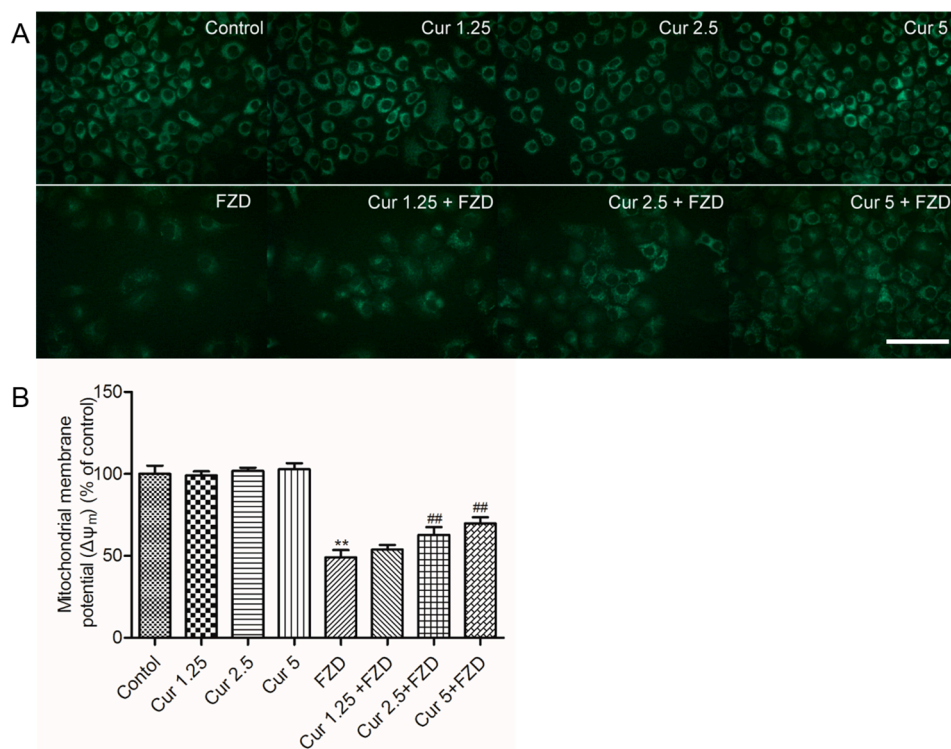 A
Control
Cur 1.25
Cur 2.5
Cur 5
FZD
Cur 1.25 + FZD
Cur 2.5 + FZD
Cur 5 + FZD
B
Mitochondrial membrane
potential (Δψm) (% of control)
150
100
50
0
**
##
##
Contol
Cur 1.25
Cur 2.5
Cur 5
FZD
Cur 1.25 +FZD
Cur 2.5+FZD
Cur 5+FZD